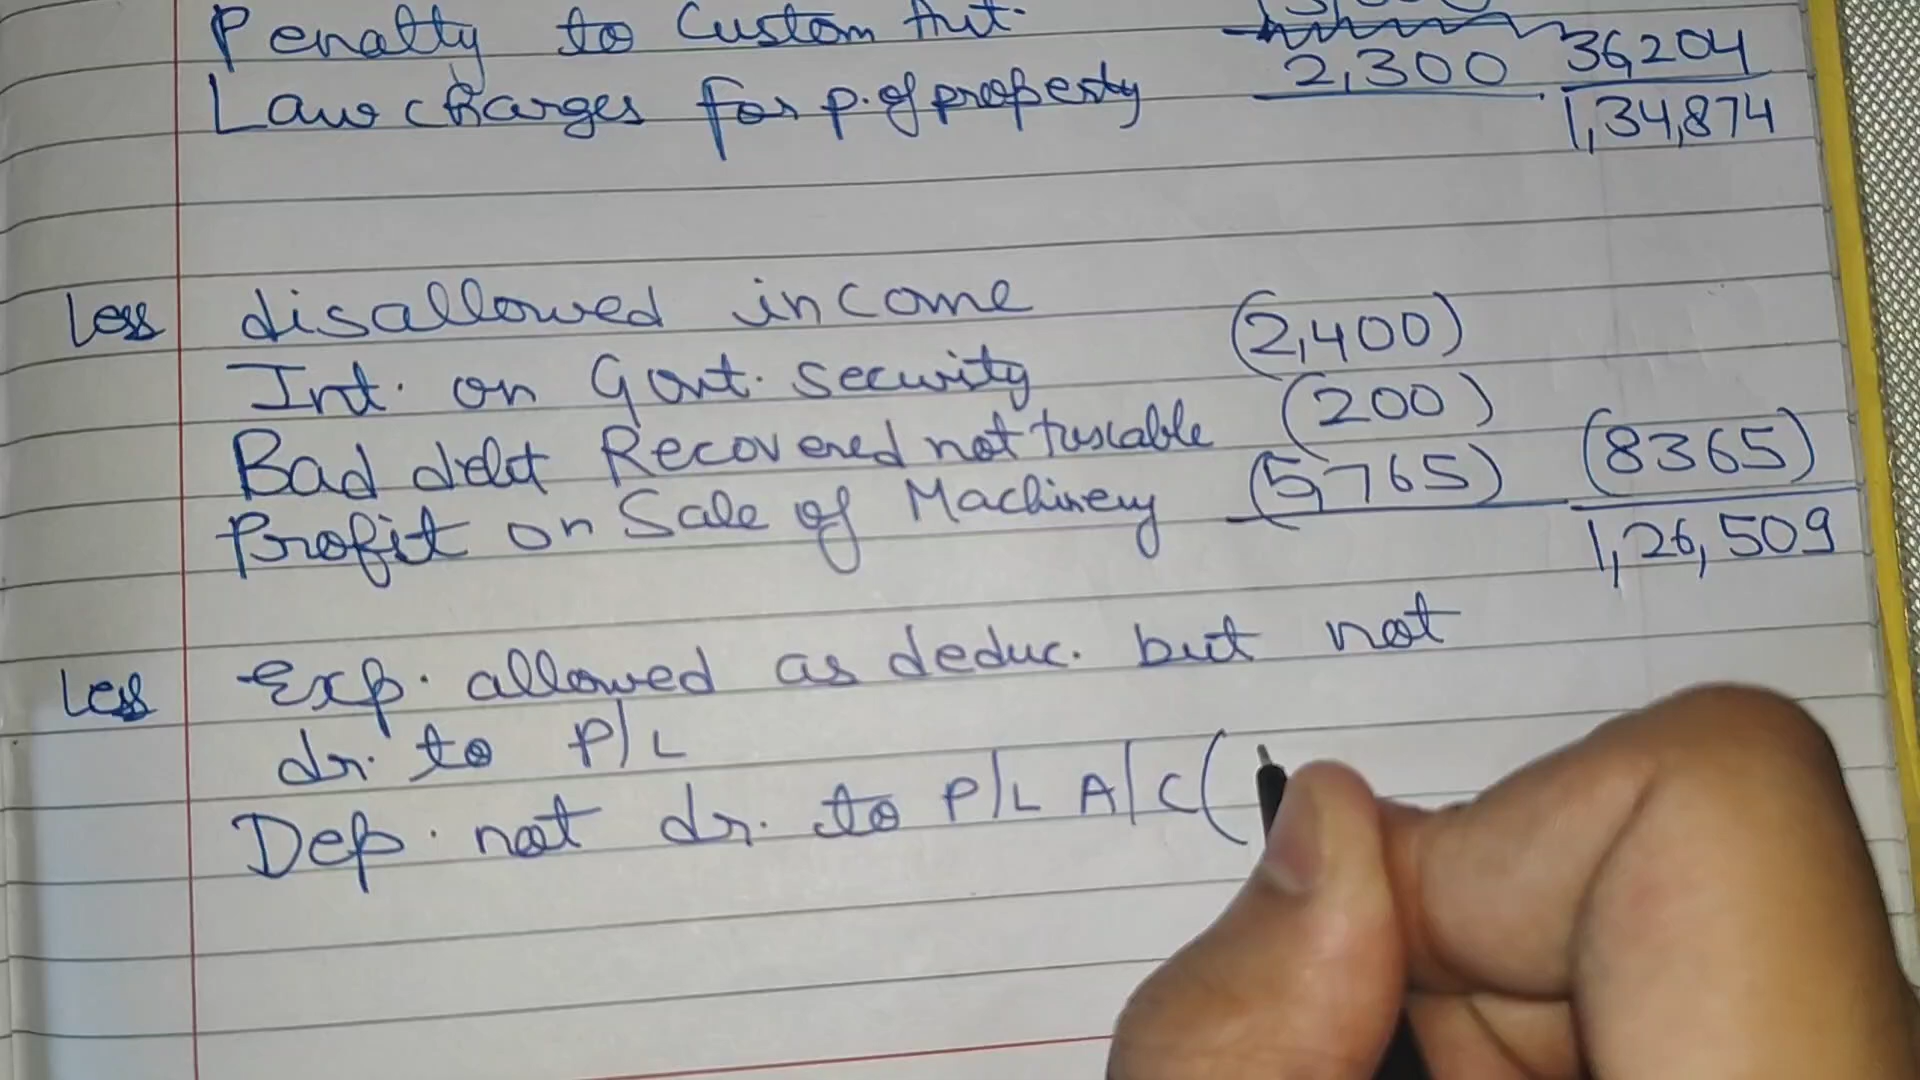 Penalty to Custom Aut.
2,300 36,204
Law charges for p. of property 1,34,874
Less disallowed income
Int. on Govt. security (2,400)
Bad debt Recovered not taxable (200)
Profit on Sale of Machinery (5,765) (8365)
1,26,509
Less Exp. allowed as deduc. but not
dr. to P/L
Dep. not dr. to P/L A/C (